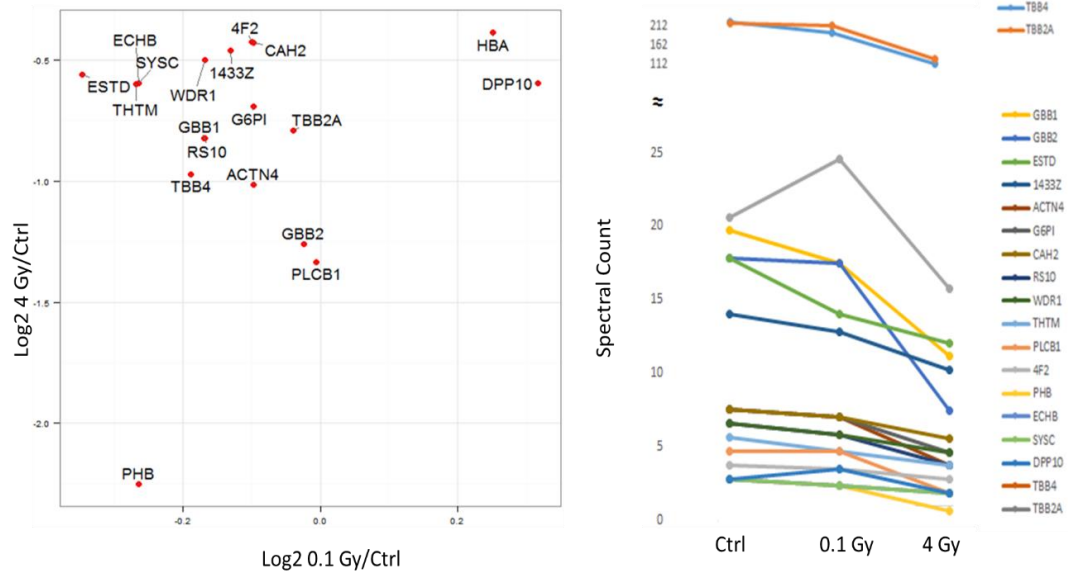 4F2
CAH2
ECHB
SYSC
1433Z
ESTD
THTM
WDR1
HBA
DPP10
G6PI
TBB2A
GBB1
RS10
TBB4
ACTN4
GBB2
PLCB1
PHB
-0.5
-1.0
-1.5
-2.0
-0.2
0.0
0.2
Log2 4 Gy/Ctrl
Log2 0.1 Gy/Ctrl
TBB4
TBB2A
212
162
112
≈
25
20
15
10
5
0
Spectral Count
Ctrl
0.1 Gy
4 Gy
GBB1
GBB2
ESTD
1433Z
ACTN4
G6PI
CAH2
RS10
WDR1
THTM
PLCB1
4F2
PHB
ECHB
SYSC
DPP10
TBB4
TBB2A